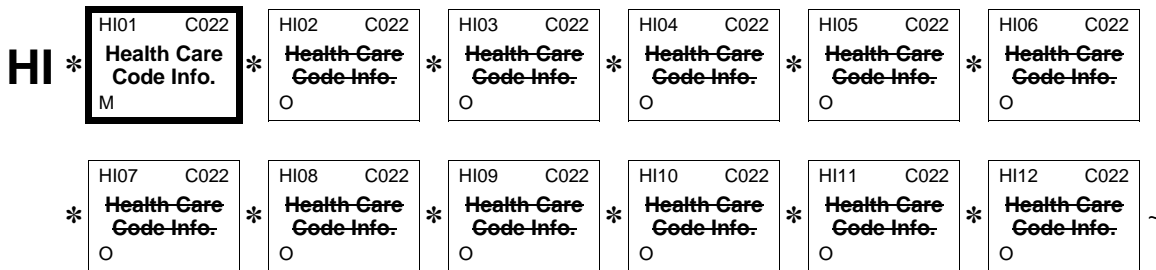 HI01 C022 HI02 C022 HI03 C022 HI04 C022 HI05 C022 HI06 C022
HI * Health Care * Health Care * Health Care * Health Care * Health Care * Health Care
Code Info. Code Info. Code Info. Code Info. Code Info. Code Info.
M O O O O O
HI07 C022 HI08 C022 HI09 C022 HI10 C022 HI11 C022 HI12 C022
* Health Care * Health Care * Health Care * Health Care * Health Care * Health Care ~
Code Info. Code Info. Code Info. Code Info. Code Info. Code Info.
O O O O O O